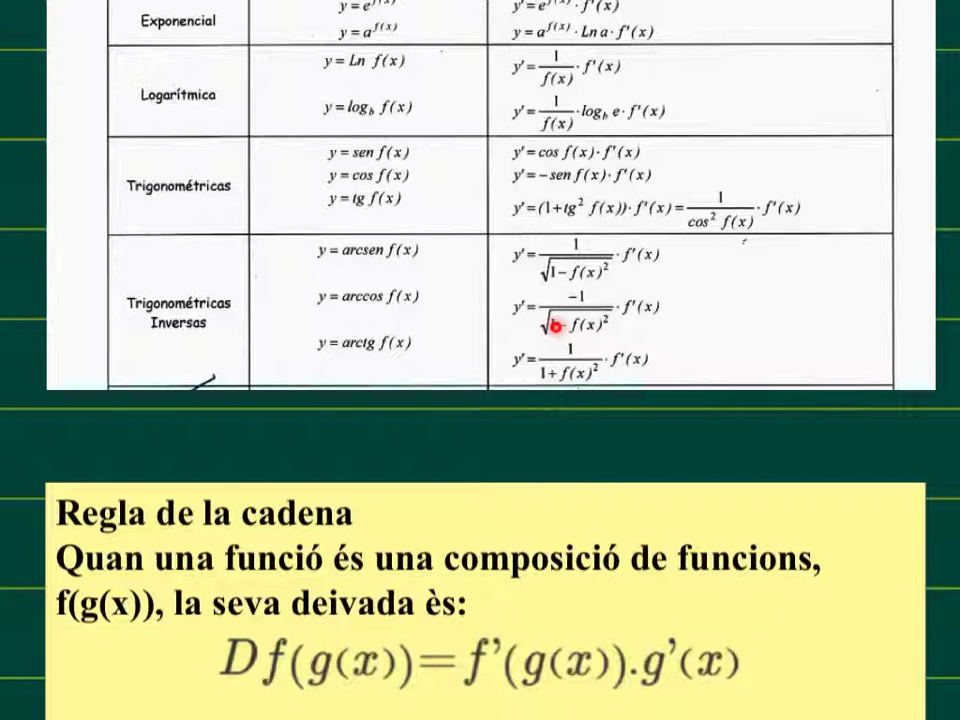 Exponencial
y = e^f(x) y' = e^f(x) · f'(x)
y = a^f(x) y = a^f(x) · Ln a · f'(x)
Logarítmica
y = Ln f(x) y' = 1/f(x) · f'(x)
y = log_b f(x) y' = 1/f(x) · log_b e · f'(x)
Trigonométricas
y = sen f(x) y' = cos f(x) · f'(x)
y = cos f(x) y' = -sen f(x) · f'(x)
y = tg f(x) y' = (1 + tg² f(x)) · f'(x) = 1/cos² f(x) · f'(x)
Trigonométricas
Inversas
y = arcsen f(x) y' = 1/√(1 - f(x)²) · f'(x)
y = arccos f(x) y' = -1/√(1 - f(x)²) · f'(x)
y = arctg f(x) y' = 1/(1 + f(x)²) · f'(x)
Regla de la cadena
Quan una funció és una composició de funcions,
f(g(x)), la seva deivada ès:
Df(g(x))=f'(g(x)).g'(x)